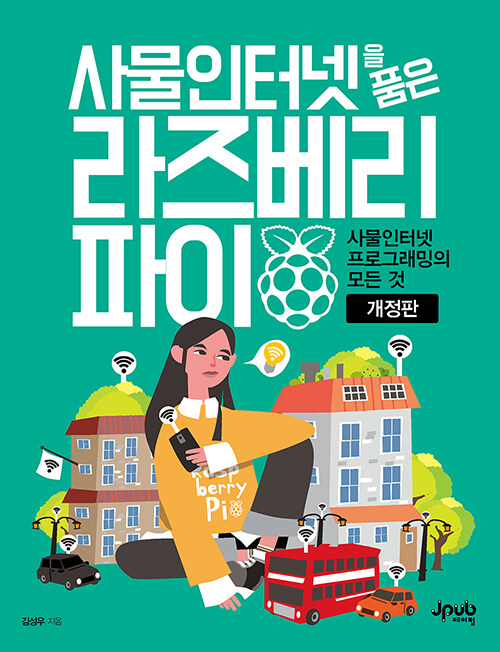 사물인터넷을 품은
라즈베리
파이
사물인터넷
프로그래밍의
모든 것
개정판
Rasp
berry
Pi
김성우 지음
Jpub
제이펍